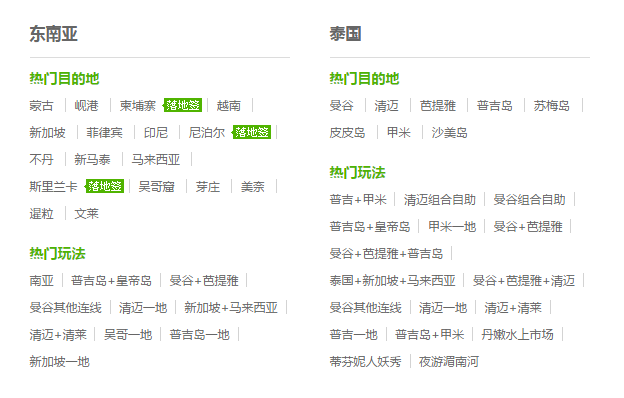 东南亚
热门目的地
蒙古 岘港 柬埔寨 落地签 越南
新加坡 菲律宾 印尼 尼泊尔 落地签
不丹 新马泰 马来西亚
斯里兰卡 落地签 吴哥窟 芽庄 美奈
暹粒 文莱
热门玩法
南亚 普吉岛+皇帝岛 曼谷+芭提雅
曼谷其他连线 清迈一地 新加坡+马来西亚
清迈+清莱 吴哥一地 普吉岛一地
新加坡一地
泰国
热门目的地
曼谷 清迈 芭提雅 普吉岛 苏梅岛
皮皮岛 甲米 沙美岛
热门玩法
普吉+甲米 清迈组合自助 曼谷组合自助
普吉岛+皇帝岛 甲米一地 曼谷+芭提雅
曼谷+芭提雅+普吉岛
泰国+新加坡+马来西亚 曼谷+芭提雅+清迈
曼谷其他连线 清迈一地 清迈+清莱
普吉一地 普吉岛+甲米 丹嫩水上市场
蒂芬妮人妖秀 夜游湄南河